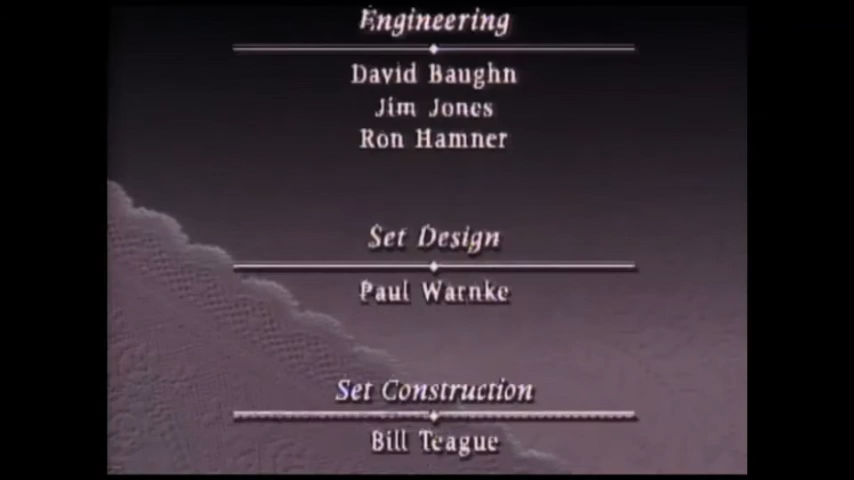 Engineering
David Baughn
Jim Jones
Ron Hamner
Set Design
Paul Warnke
Set Construction
Bill Teague